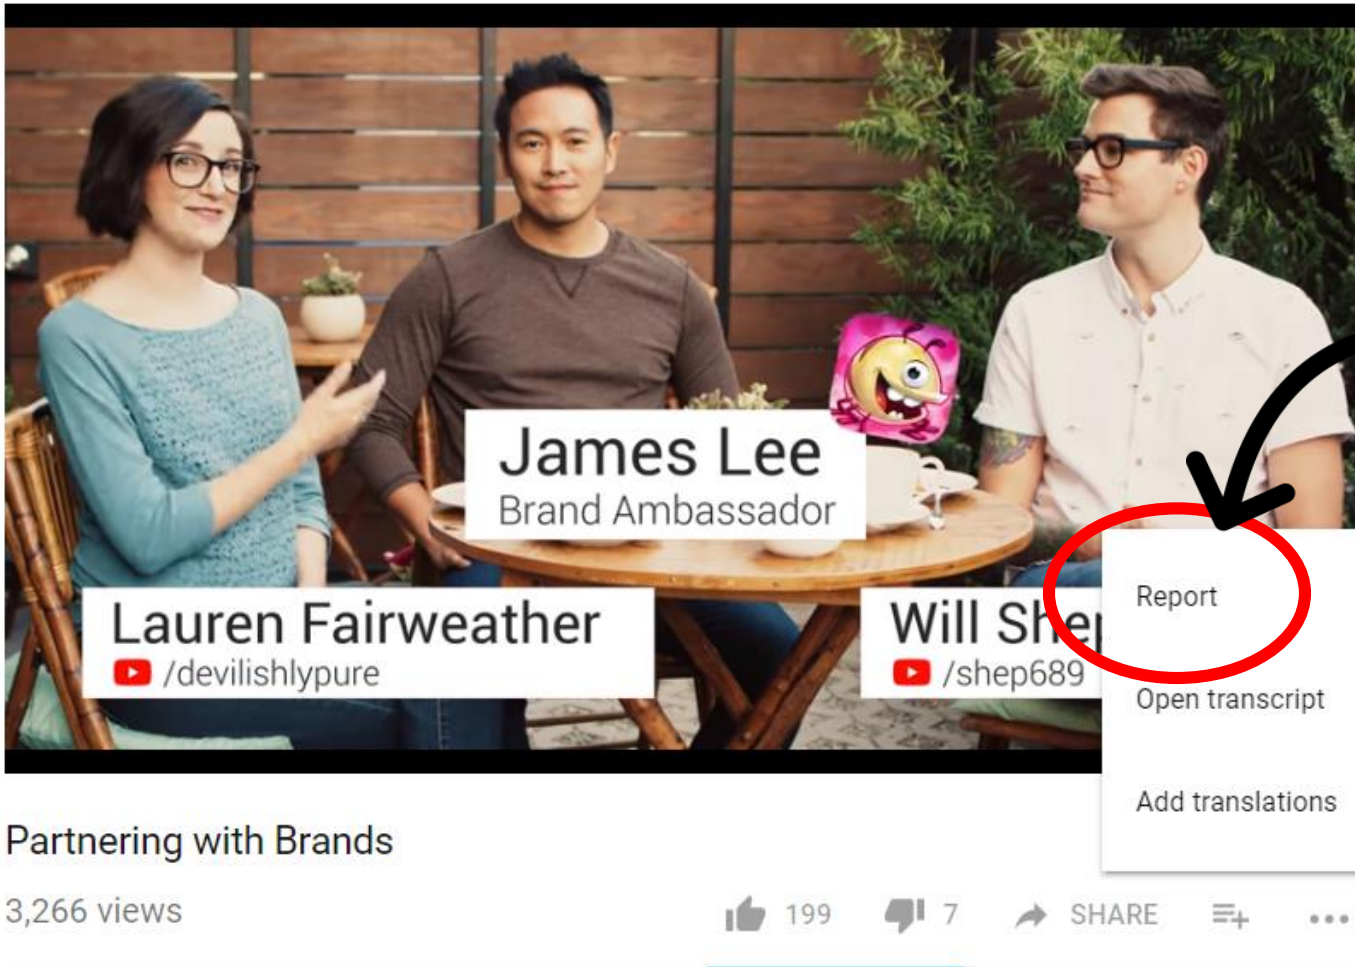 James Lee
Brand Ambassador
Lauren Fairweather
/devilishlypure
Will
/shep689
Report
Open transcript
Add translations
Partnering with Brands
3,266 views
199
7
SHARE